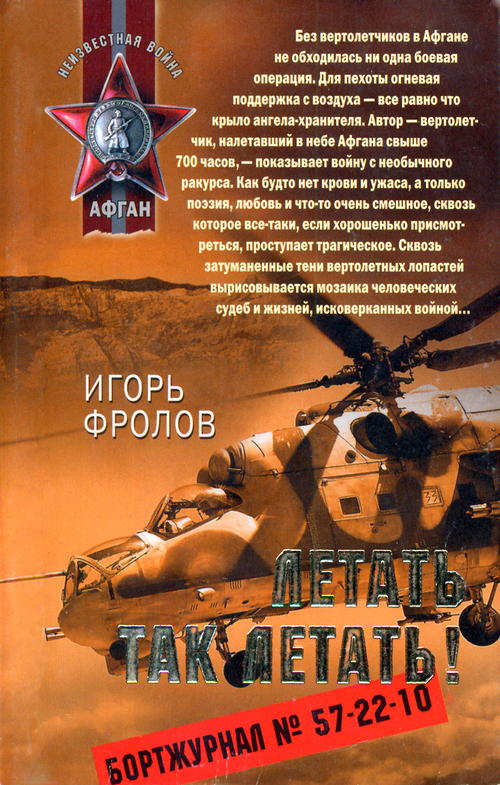 НЕИЗВЕСТНАЯ ВОЙНА
АФГАН
Без вертолетчиков в Афгане
не обходилась ни одна боевая
операция. Для пехоты огневая
поддержка с воздуха — все равно что
крыло ангела-хранителя. Автор — вертолет-
чик, налетавший в небе Афгана свыше
700 часов, — показывает войну с необычного
ракурса. Как будто нет крови и ужаса, а только
поэзия, любовь и что-то очень смешное, сквозь
которое все-таки, если хорошенько присмот-
реться, проступает трагическое. Сквозь
затуманенные тени вертолетных лопастей
вырисовывается мозаика человеческих
судеб и жизней, исковерканных войной...
ИГОРЬ
ФРОЛОВ
33
ЛЕТАТЬ
ТАК ЛЕТАТЬ!
БОРТЖУРНАЛ № 57-22-10